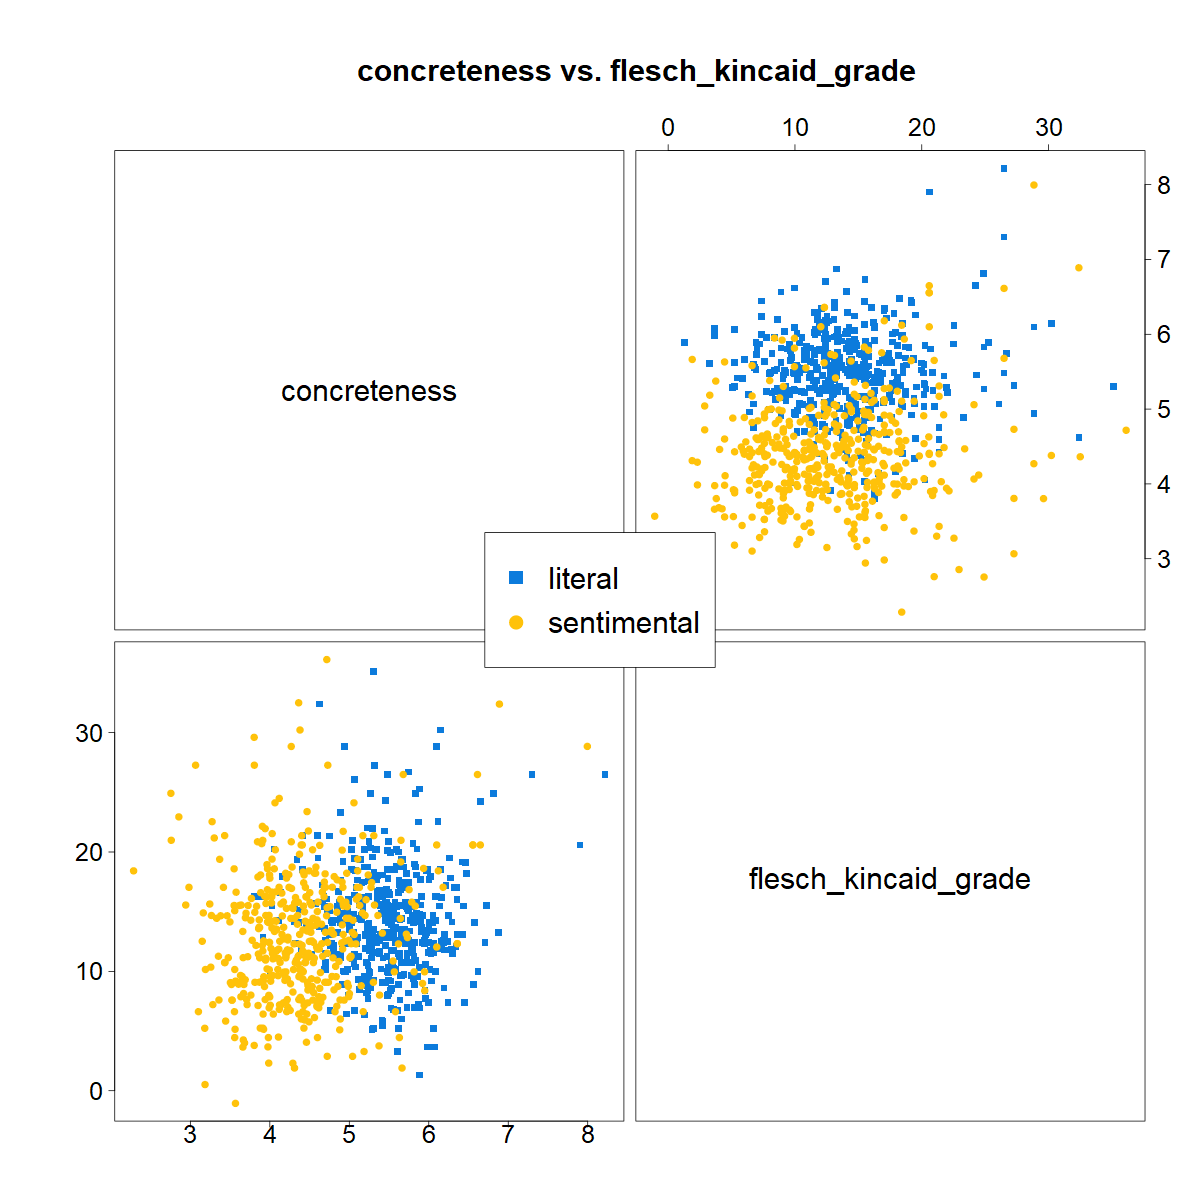 concreteness vs. flesch_kincaid_grade
0 10 20 30
concreteness
8
7
6
5
4
3
literal
sentimental
30
20
10
0
flesch_kincaid_grade
3 4 5 6 7 8